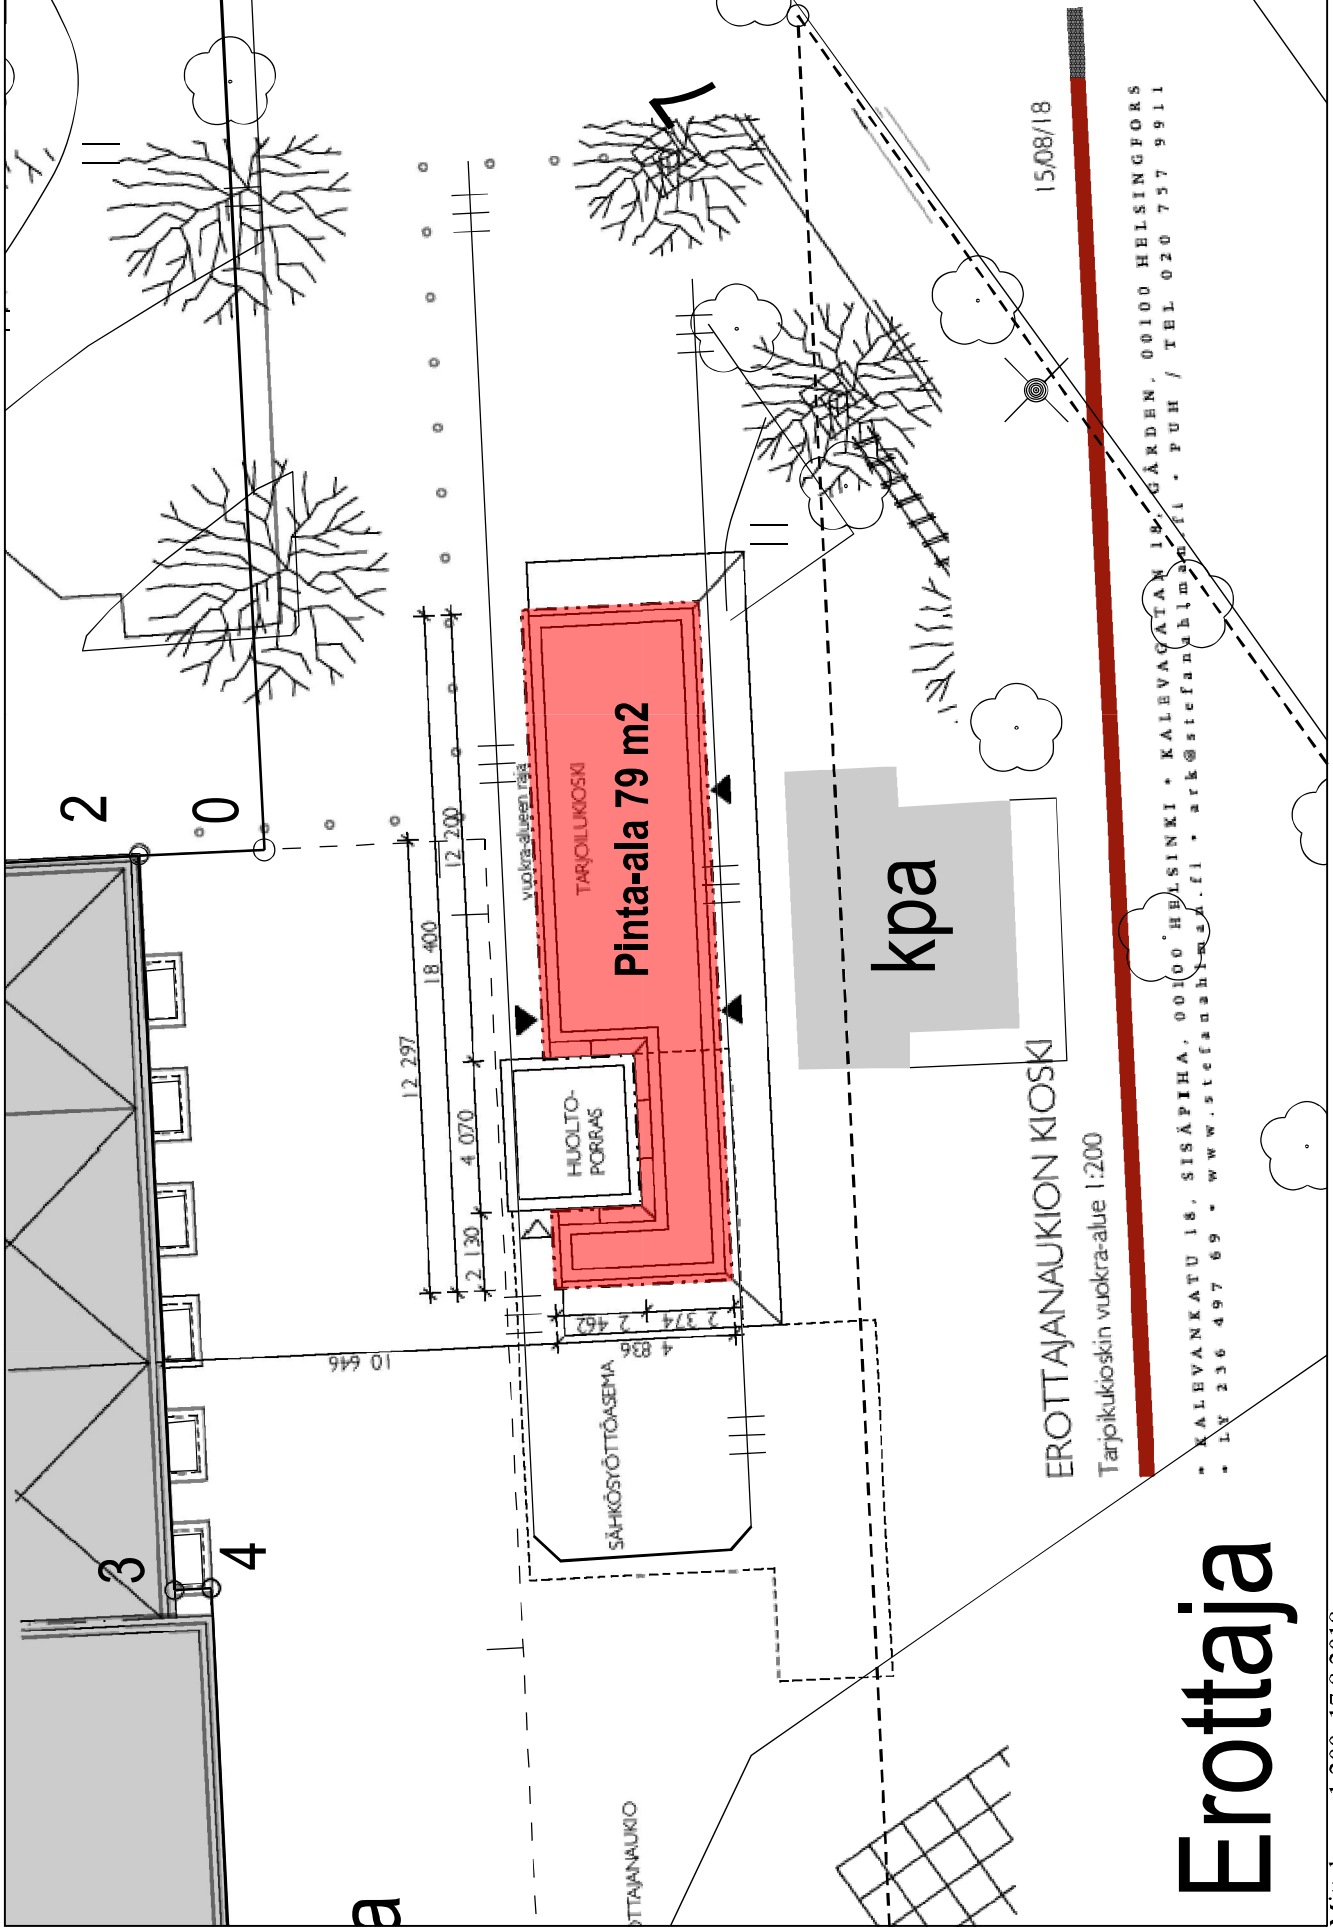 2
0
3
4
7
12 297
18 400
12 200
4 070
2 130
10 646
2 462
2 374
4 836
vuokra-alueen raja
TARJOILUKIOSKI
Pinta-ala 79 m2
HUOLTO-
PORRAS
SÄHKÖSYÖTTÖASEMA
OTTAJANAUKIO
a
kpa
Erottaja
EROTTAJANAUKION KIOSKI
15/08/18
Tarjoikukioskin vuokra-alue 1:200
• KALEVANKATU 18, SISÄPIHA, 00100 HELSINKI • KALEVAGATAN 18, GÅRDEN, 00100 HELSINGFORS
• LY 236 497 69 • www.stefanahlman.fi • ark@stefanahlman.fi • PUH / TEL 020 757 9911